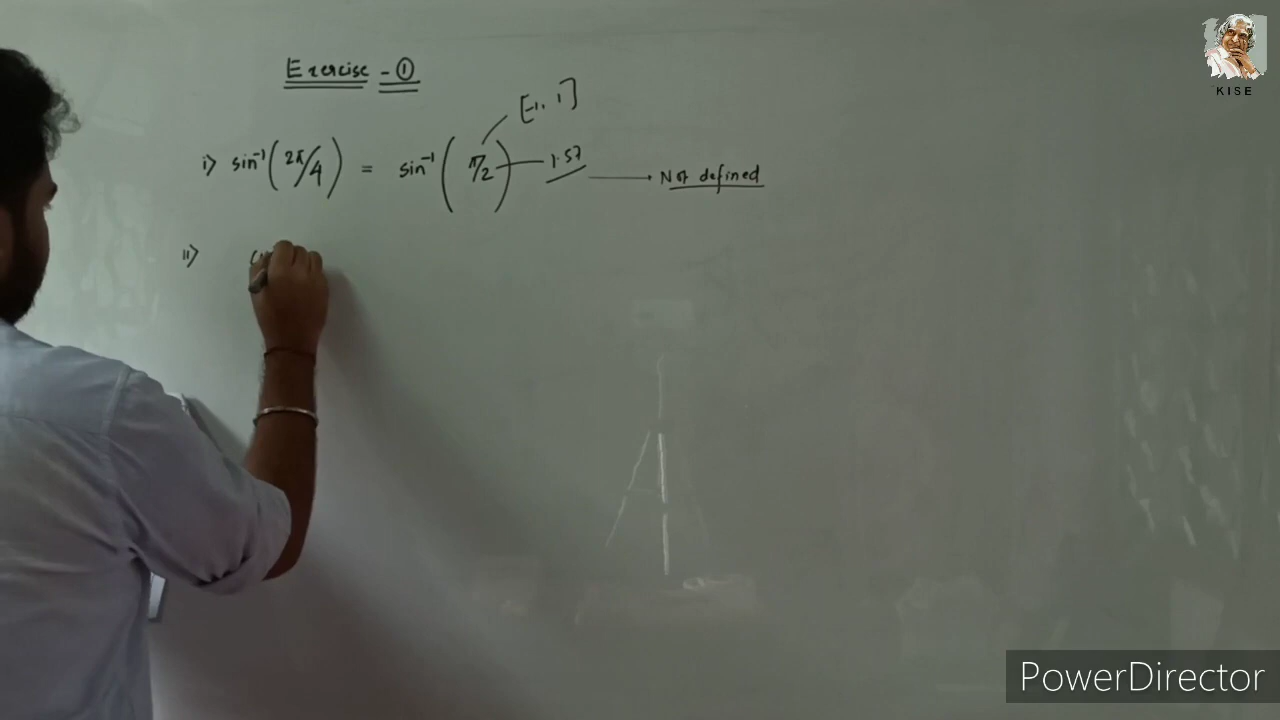 KISE
Exercise - ①
[-1, 1]
i) sin⁻¹(2π/4) = sin⁻¹(π/2) 1.57 Not defined
ii)
PowerDirector